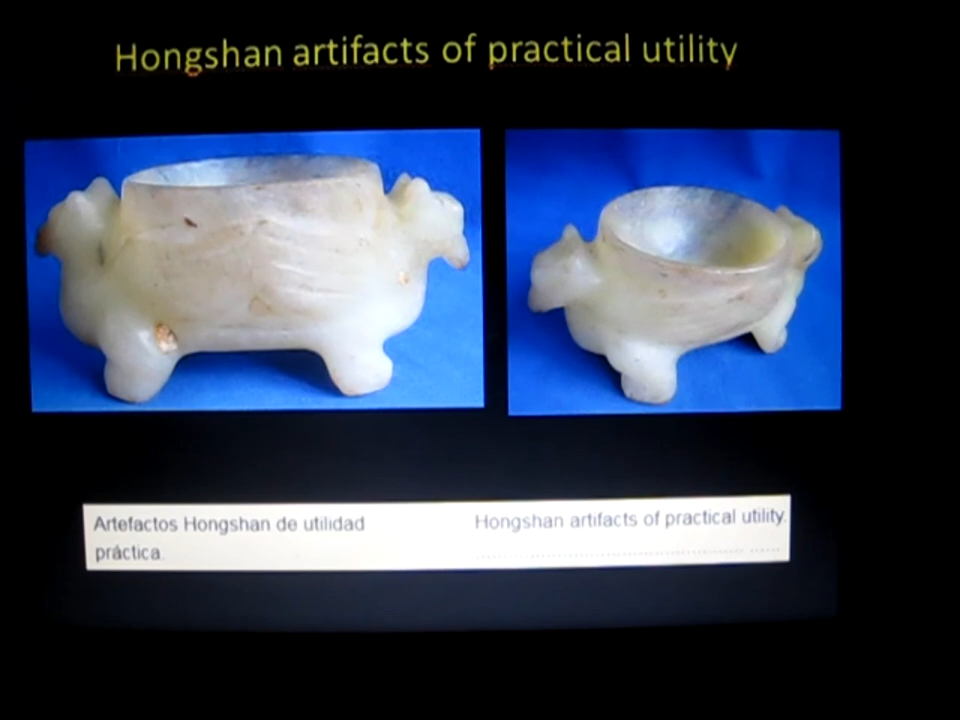 Hongshan artifacts of practical utility
Artefactos Hongshan de utilidad
práctica.
Hongshan artifacts of practical utility.